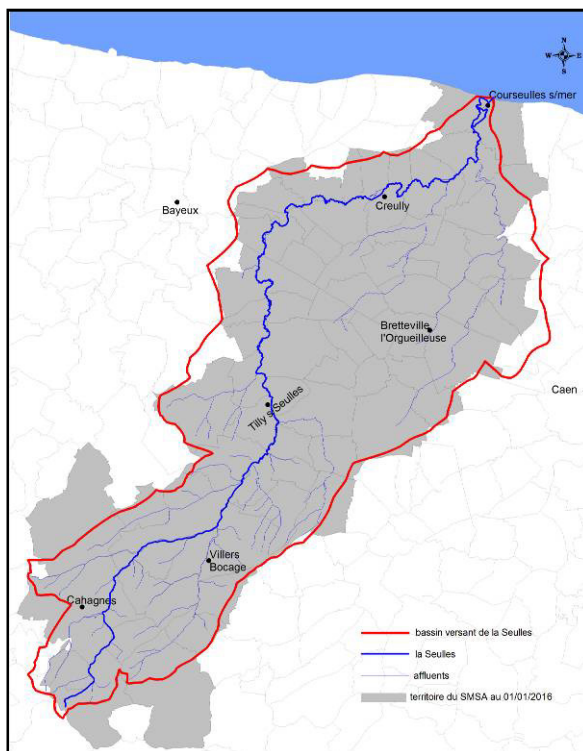 N
W E
S
Courseulles s/mer
Bayeux
Creully
Bretteville
l'Orgueilleuse
Caen
Tilly s/Seulles
Villers
Bocage
Cahagnes
bassin versant de la Seulles
la Seulles
affluents
territoire du SMSA au 01/01/2016